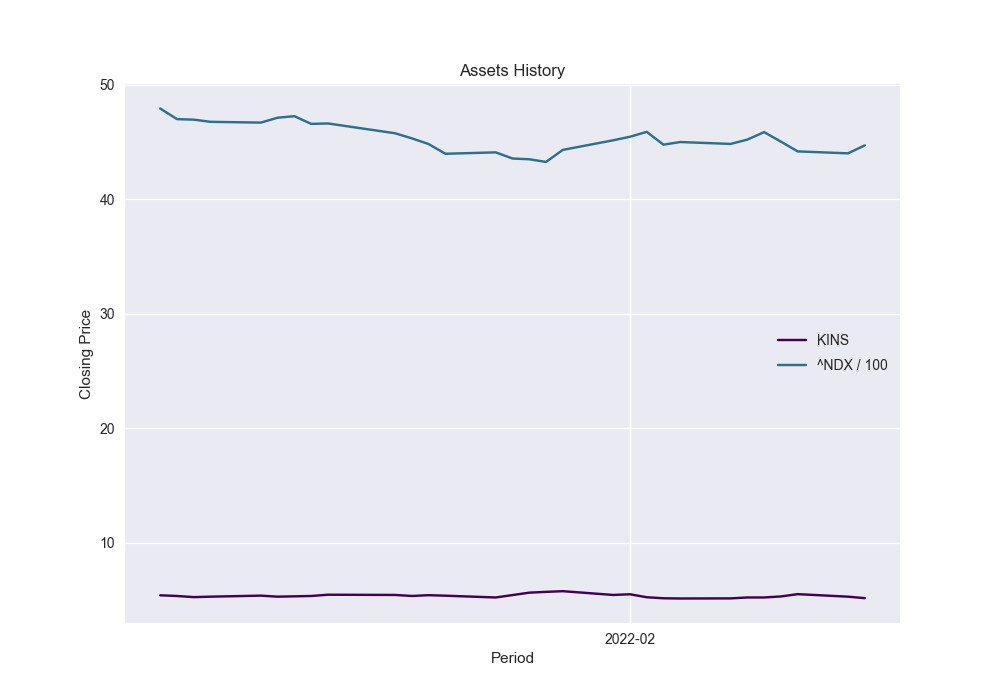 Assets History
50
40
30
20
10
Closing Price
KINS
^NDX / 100
2022-02
Period